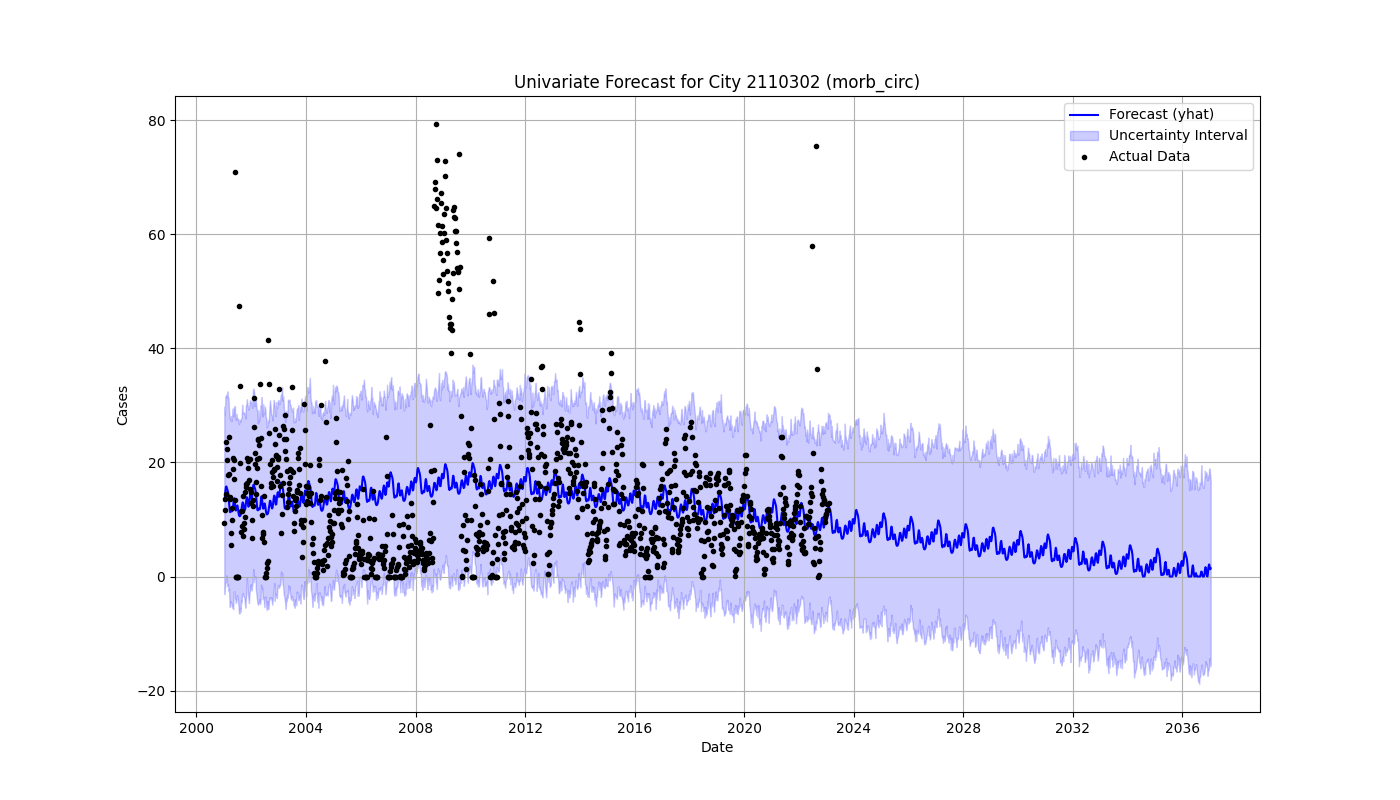 Univariate Forecast for City 2110302 (morb_circ)
Forecast (yhat)
Uncertainty Interval
Actual Data
80
60
40
20
0
−20
Cases
2000 2004 2008 2012 2016 2020 2024 2028 2032 2036
Date